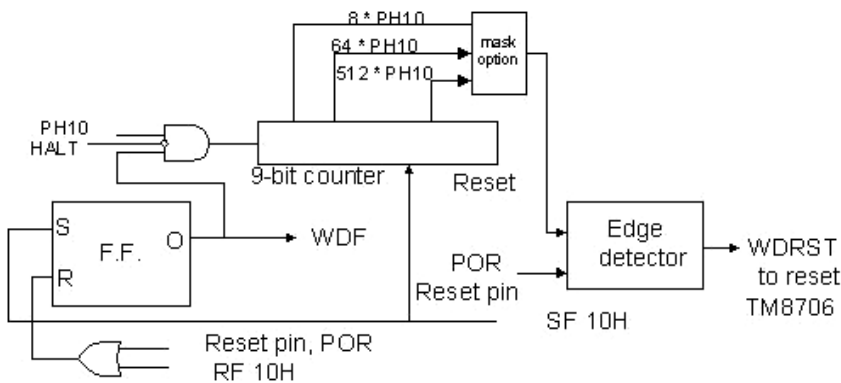 8 * PH10
64 * PH10
512 * PH10
mask
option
PH10
HALT
9-bit counter
Reset
S
R
F.F.
O
WDF
POR
Reset pin
Edge
detector
WDRST
to reset
TM8706
SF 10H
Reset pin, POR
RF 10H